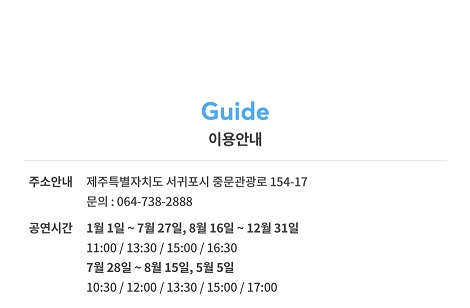 Guide
이용안내
주소안내 제주특별자치도 서귀포시 중문관광로 154-17
문의 : 064-738-2888
공연시간 1월 1일 ~ 7월 27일, 8월 16일 ~ 12월 31일
11:00 / 13:30 / 15:00 / 16:30
7월 28일 ~ 8월 15일, 5월 5일
10:30 / 12:00 / 13:30 / 15:00 / 17:00